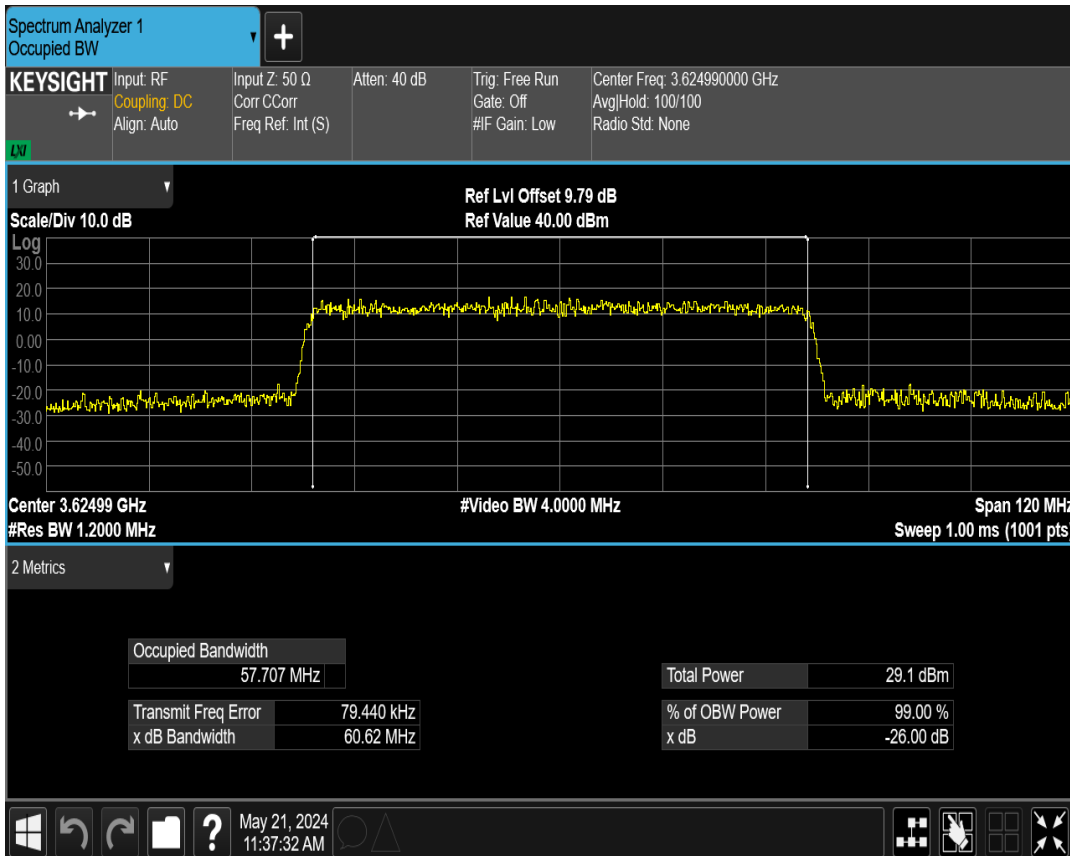 Spectrum Analyzer 1
Occupied BW
KEYSIGHT
LXI
Input: RF
Coupling: DC
Align: Auto
Input Z: 50 Ω
Corr CCorr
Freq Ref: Int (S)
Atten: 40 dB
Trig: Free Run
Gate: Off
#IF Gain: Low
Center Freq: 3.624990000 GHz
Avg|Hold: 100/100
Radio Std: None
1 Graph
Scale/Div 10.0 dB
Ref Lvl Offset 9.79 dB
Ref Value 40.00 dBm
Log
30.0
20.0
10.0
0.00
-10.0
-20.0
-30.0
-40.0
-50.0
Center 3.62499 GHz
#Video BW 4.0000 MHz
Span 120 MHz
#Res BW 1.2000 MHz
Sweep 1.00 ms (1001 pts)
2 Metrics
Occupied Bandwidth
57.707 MHz
Total Power 29.1 dBm
Transmit Freq Error 79.440 kHz
% of OBW Power 99.00 %
x dB Bandwidth 60.62 MHz
x dB -26.00 dB
?
May 21, 2024
11:37:32 AM